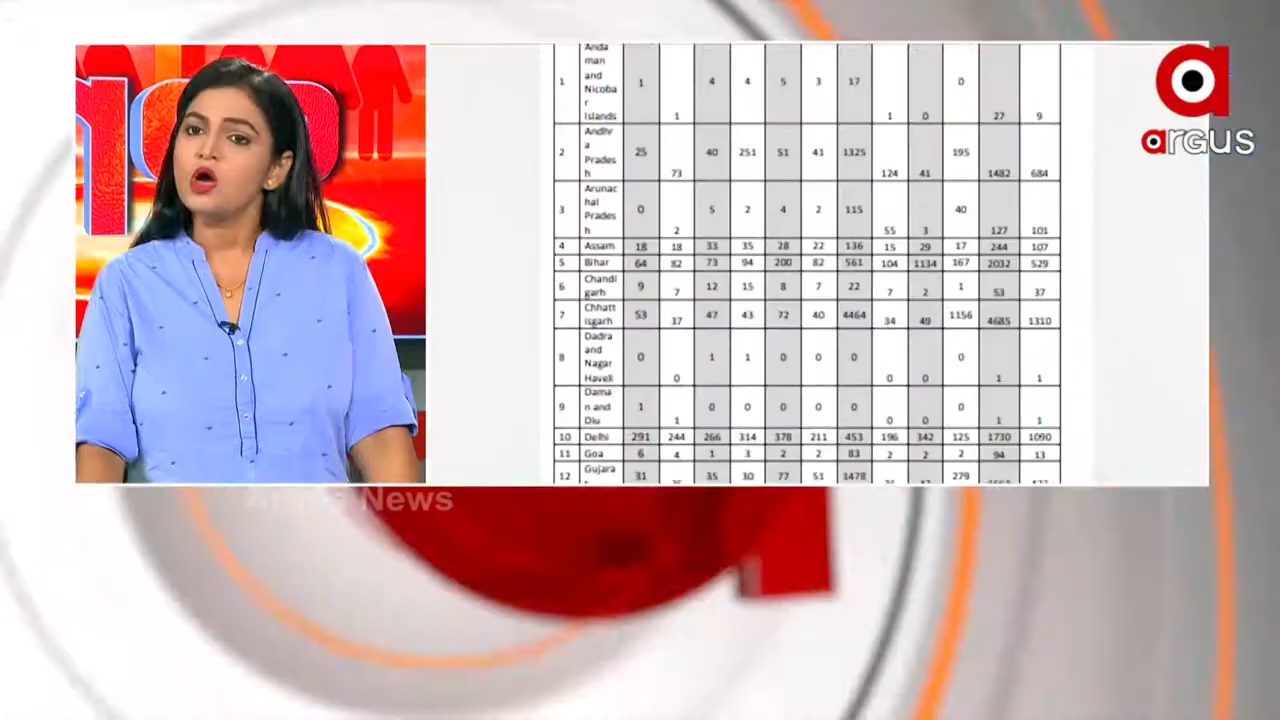 argus
1 Anda man and Nicoba r Islands 1 1 4 4 5 3 17 1 0 0 27 9
2 Andhr a Prades h 25 73 40 251 51 41 1325 124 41 195 1482 684
3 Arunac hal Prades h 0 2 5 2 4 2 115 55 3 40 127 101
4 Assam 18 18 33 35 28 22 136 15 29 17 244 107
5 Bihar 64 82 73 94 200 82 561 104 1134 167 2032 529
6 Chandi garh 9 7 12 15 8 7 22 7 2 1 53 37
7 Chhatt isgarh 53 37 47 43 72 40 4464 34 49 1156 4685 1310
8 Dadra and Nagar Haveli 0 0 1 1 0 0 0 0 0 0 1 1
9 Dama n and Diu 1 1 0 0 0 0 0 0 0 0 1 1
10 Delhi 291 244 266 314 378 211 453 196 342 125 1730 1090
11 Goa 6 4 1 3 2 2 83 2 2 2 94 13
12 Gujara 31 35 30 77 51 1478 279
News